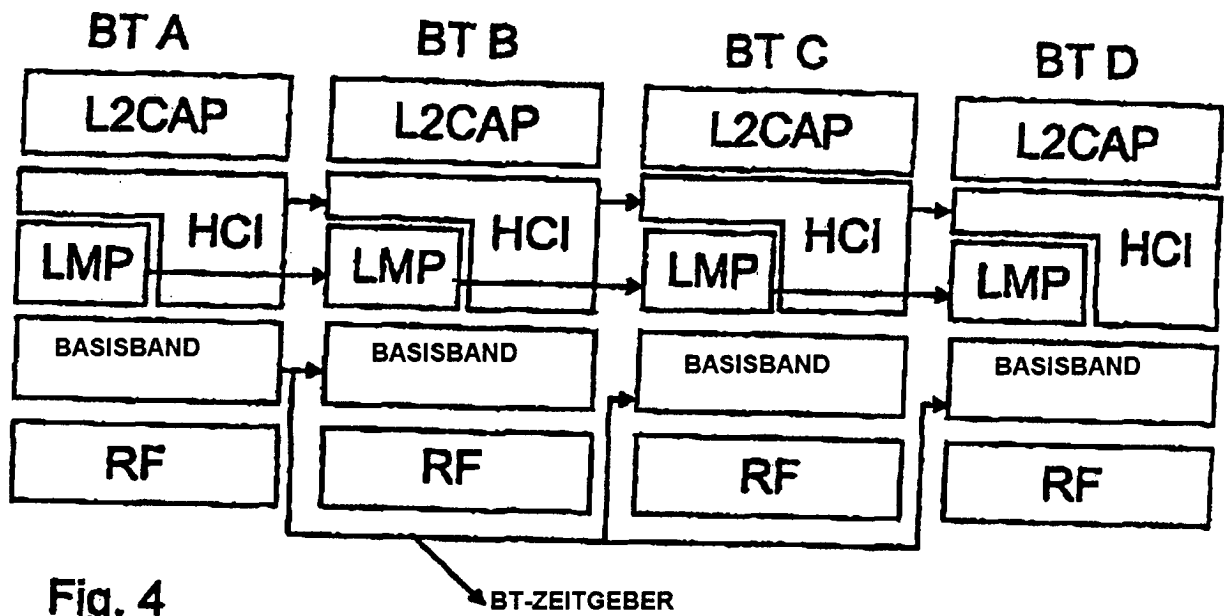 BT A BT B BT C BT D
L2CAP L2CAP L2CAP L2CAP
HCI HCI HCI HCI
LMP LMP LMP LMP
BASISBAND BASISBAND BASISBAND BASISBAND
RF RF RF RF
Fig. 4
BT-ZEITGEBER